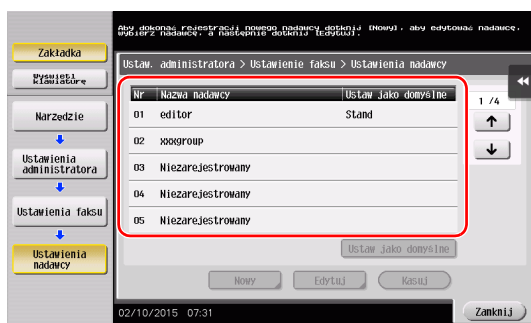 Aby dokonać rejestracji nowego nadawcy dotknij [Nowy]. aby edytować nadawcę,
wybierz nadawcę, a następnie dotknij [Edytuj].
Zakładka
Wyświetl
klawiaturę
Narzędzie
Ustawienia
administratora
Ustawienia faksu
Ustawienia
nadawcy
Ustaw. administratora > Ustawienie faksu > Ustawienia nadawcy
Nr Nazwa nadawcy Ustaw jako domyślne
01 editor Stand
02 xxxgroup
03 Niezarejestrowany
04 Niezarejestrowany
05 Niezarejestrowany
1 /4
Ustaw jako domyślne
Nowy Edytuj Kasuj
02/10/2015 07:31 Zamknij